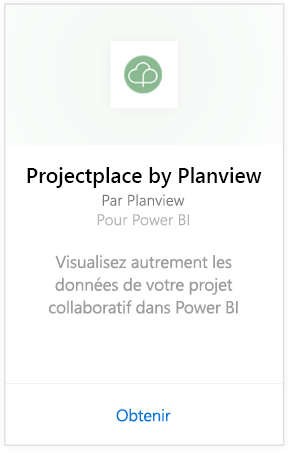 Projectplace by Planview
Par Planview
Pour Power BI
Visualisez autrement les
données de votre projet
collaboratif dans Power BI
Obtenir